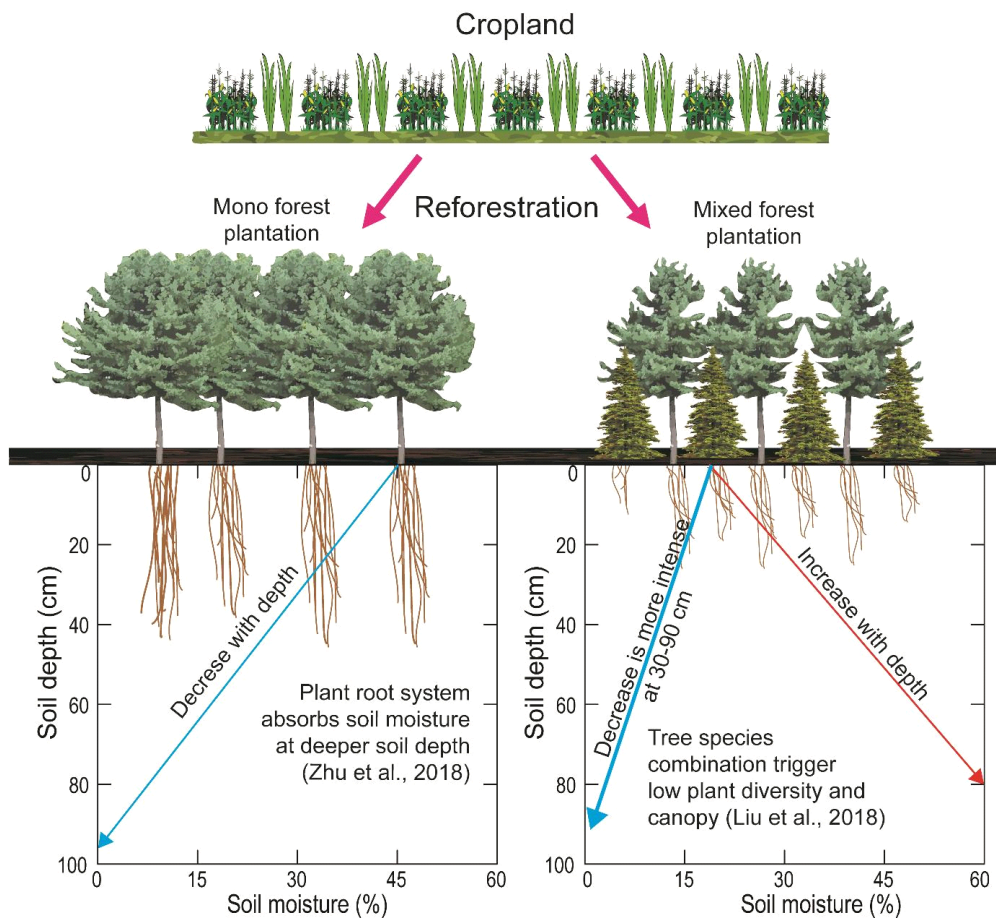 Cropland
Reforestration
Mono forest
plantation
Mixed forest
plantation
0
20
40
60
80
100
Soil depth (cm)
Decrese with depth
Plant root system
absorbs soil moisture
at deeper soil depth
(Zhu et al., 2018)
0
15
30
45
60
Soil moisture (%)
0
20
40
60
80
100
Soil depth (cm)
Decrease is more intense
at 30-90 cm
Increase with depth
Tree species
combination trigger
low plant diversity and
canopy (Liu et al., 2018)
0
15
30
45
60
Soil moisture (%)